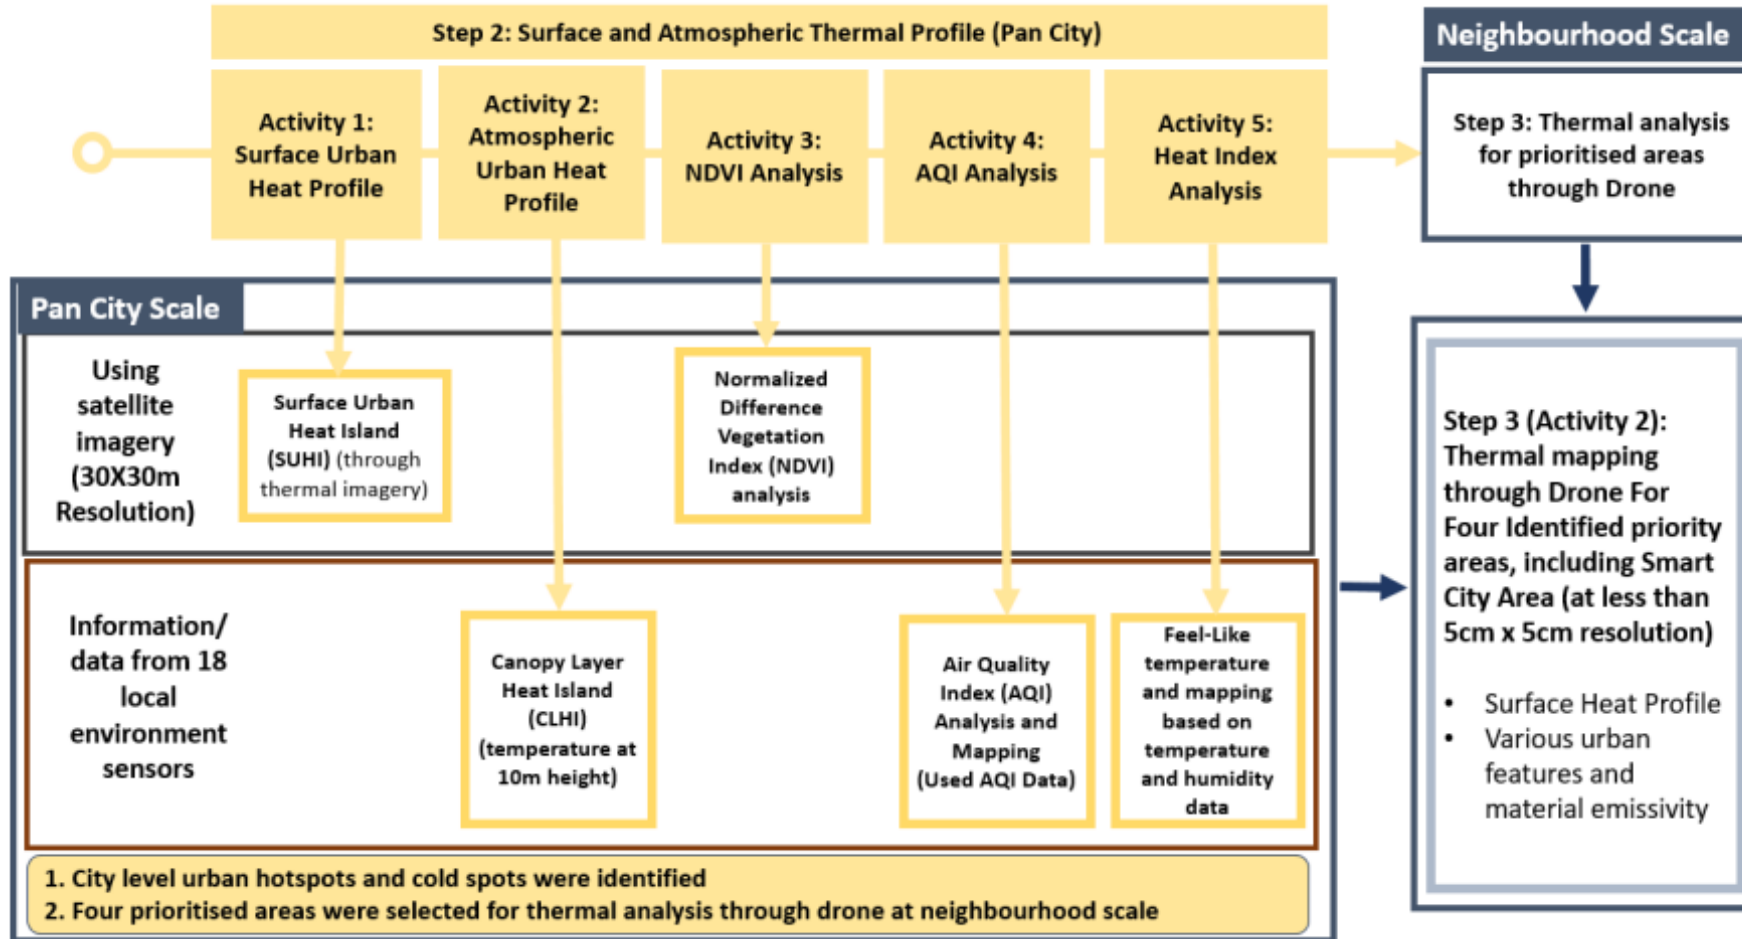 Step 2: Surface and Atmospheric Thermal Profile (Pan City)
Neighbourhood Scale
Activity 1:
Surface Urban
Heat Profile
Activity 2:
Atmospheric
Urban Heat
Profile
Activity 3:
NDVI Analysis
Activity 4:
AQI Analysis
Activity 5:
Heat Index
Analysis
Step 3: Thermal analysis
for prioritised areas
through Drone
Pan City Scale
Using
satellite
imagery
(30X30m
Resolution)
Surface Urban
Heat Island
(SUHI) (through
thermal imagery)
Normalized
Difference
Vegetation
Index (NDVI)
analysis
Information/
data from 18
local
environment
sensors
Canopy Layer
Heat Island
(CLHI)
(temperature at
10m height)
Air Quality
Index (AQI)
Analysis and
Mapping
(Used AQI Data)
Feel-Like
temperature
and mapping
based on
temperature
and humidity
data
1. City level urban hotspots and cold spots were identified
2. Four prioritised areas were selected for thermal analysis through drone at neighbourhood scale
Step 3 (Activity 2):
Thermal mapping
through Drone For
Four Identified priority
areas, including Smart
City Area (at less than
5cm x 5cm resolution)
• Surface Heat Profile
• Various urban
features and
material emissivity